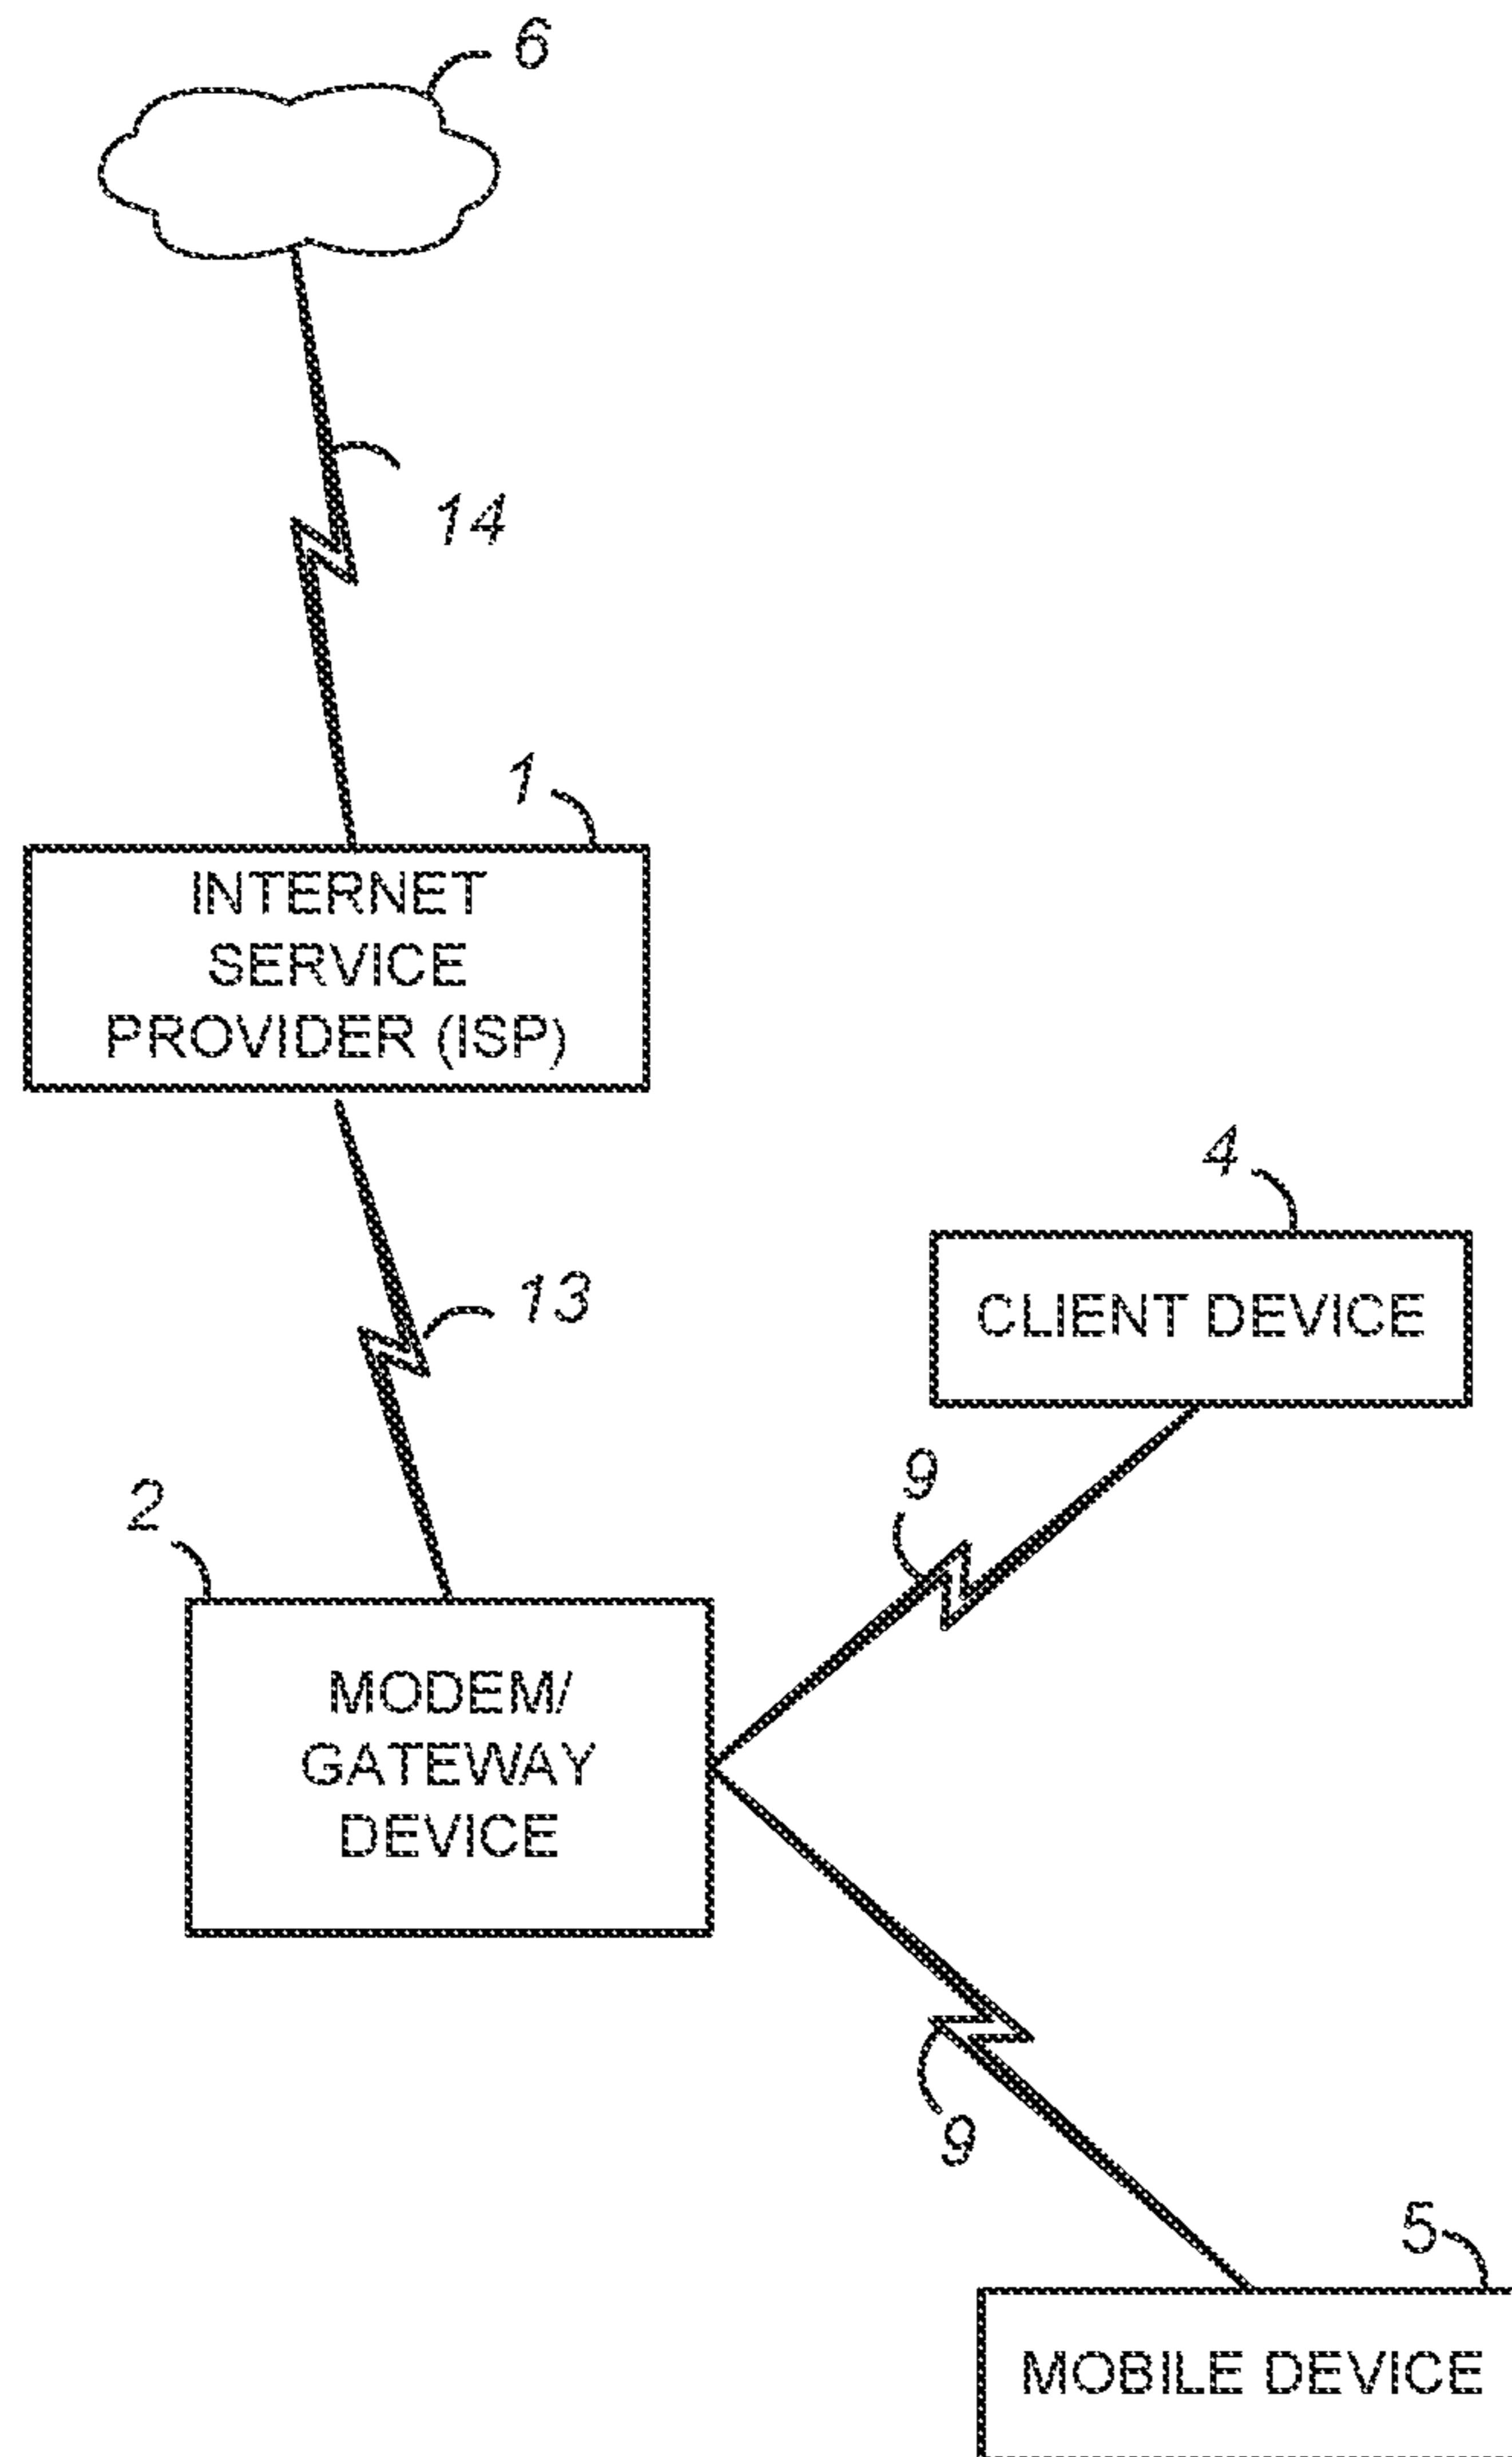 6
14
1
INTERNET
SERVICE
PROVIDER (ISP)
13
4
CLIENT DEVICE
9
2
MODEM/
GATEWAY
DEVICE
9
5
MOBILE DEVICE